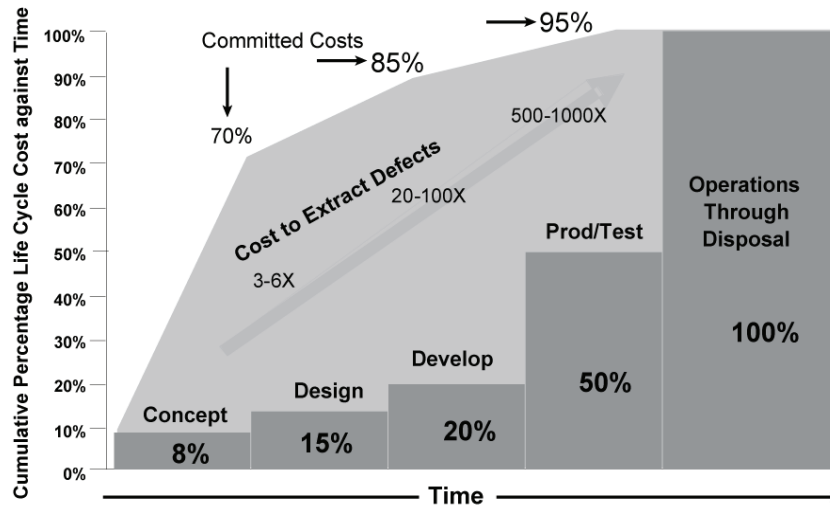 Cumulative Percentage Life Cycle Cost against Time
100%
90%
80%
70%
60%
50%
40%
30%
20%
10%
0%
Committed Costs
70%
85%
95%
Cost to Extract Defects
3-6X
20-100X
500-1000X
Concept
8%
Design
15%
Develop
20%
Prod/Test
50%
Operations
Through
Disposal
100%
Time